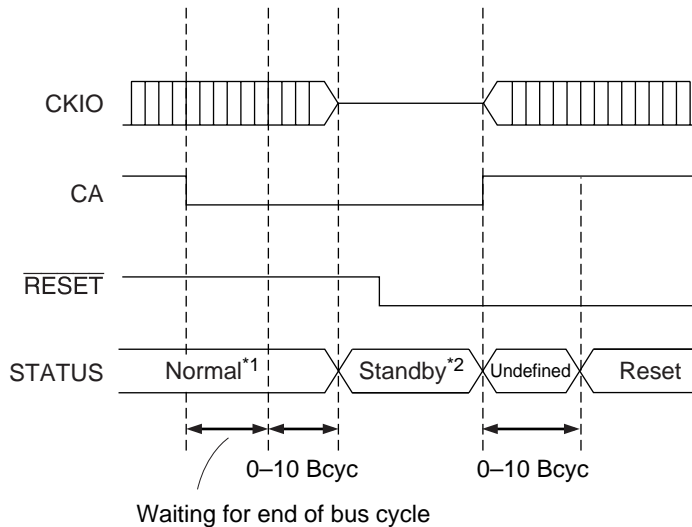 CKIO
CA
RESET
STATUS Normal*1 Standby*2 Undefined Reset
0–10 Bcyc 0–10 Bcyc
Waiting for end of bus cycle